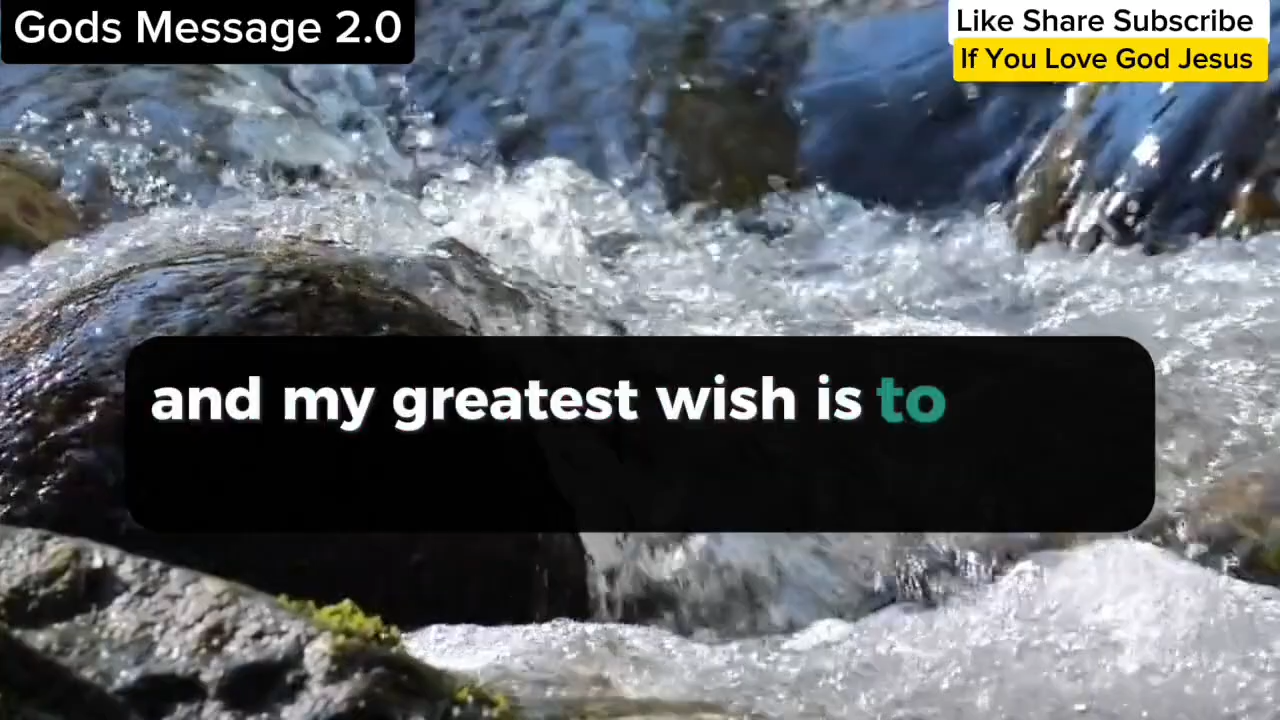 Gods Message 2.0
Like Share Subscribe
If You Love God Jesus
and my greatest wish is to